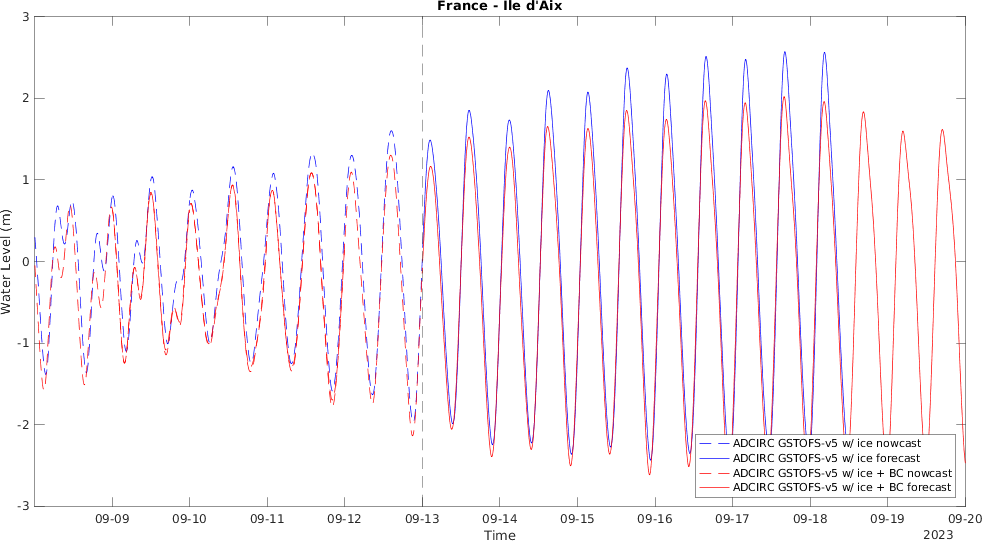 France - Ile d'Aix
3
2
1
0
-1
-2
-3
Water Level (m)
ADCIRC GSTOFS-v5 w/ ice nowcast
ADCIRC GSTOFS-v5 w/ ice forecast
ADCIRC GSTOFS-v5 w/ ice + BC nowcast
ADCIRC GSTOFS-v5 w/ ice + BC forecast
09-09 09-10 09-11 09-12 09-13 09-14 09-15 09-16 09-17 09-18 09-19 09-20
Time 2023